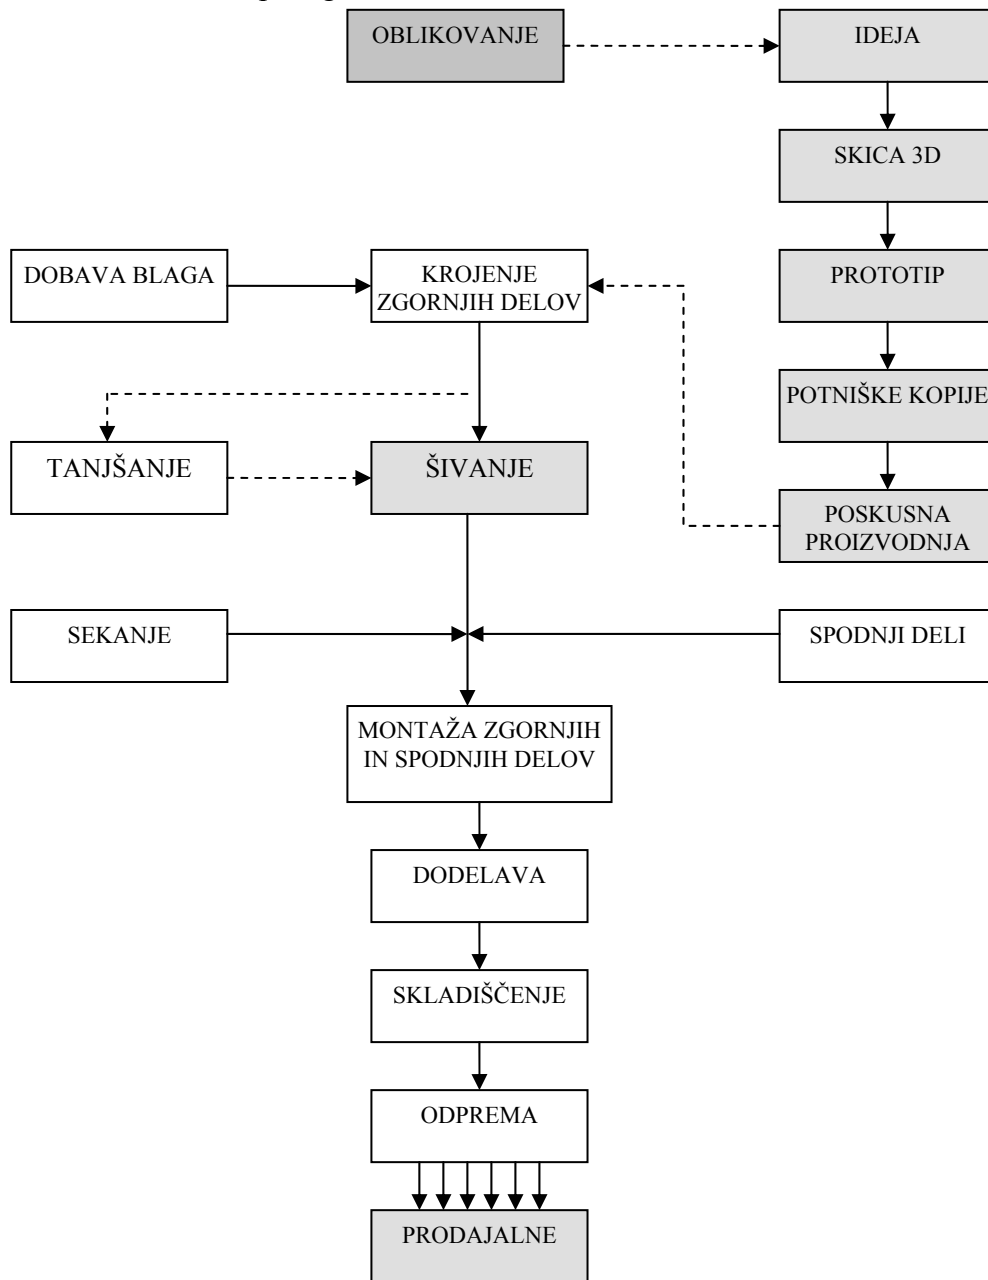 OBLIKOVANJE
IDEJA
SKICA 3D
DOBAVA BLAGA
KROJENJE
ZGORNJIH DELOV
PROTOTIP
POTNIŠKE KOPIJE
TANJŠANJE
ŠIVANJE
POSKUSNA
PROIZVODNJA
SEKANJE
SPODNJI DELI
MONTAŽA ZGORNJIH
IN SPODNJIH DELOV
DODELAVA
SKLADIŠČENJE
ODPREMA
PRODAJALNE